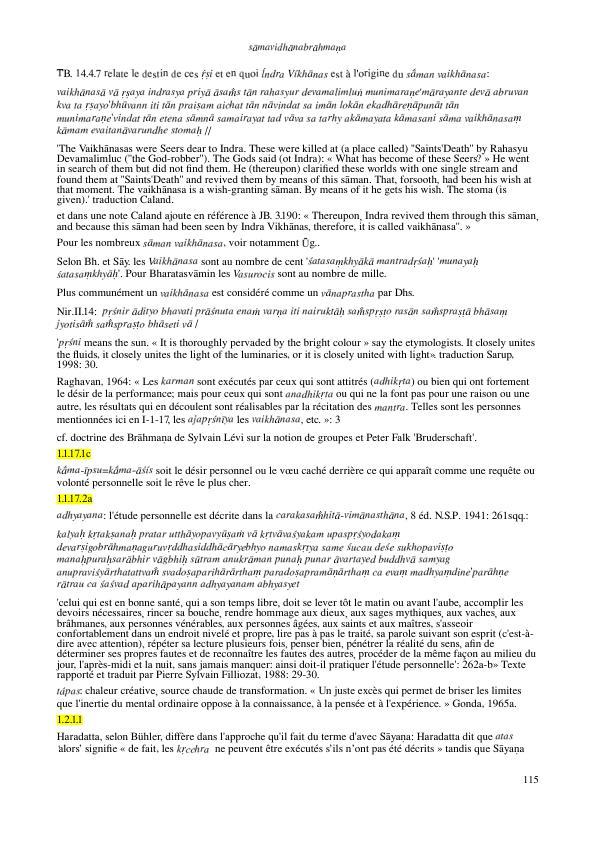 sāmavidhānabrāhmaṇa
TB. 14.4.7 relate le destin de ces ṛṣi et en quoi Índra Vikhānas est à l'origine du sāman vaikhānasa:
vaikhānasā vā ṛṣaya indrasya priyā āsaṁs tān rahasyur devamalimluṅ munimaraṇe'mārayante devā abruvan
kva ta ṛṣayo'bhūvann iti tān praiṣam aichat tān nāvindat sa imān lokān ekadhāreṇāpunāt tān
munimaraṇe'vindat tān etena sāmnā samairayat tad vāva sa tarhy akāmayata kāmasani sāma vaikhānasaṃ
kāmam evaitanāvarundhe stomaḥ //
'The Vaikhānasas were Seers dear to Indra. These were killed at (a place called) "Saints'Death" by Rahasyu
Devamalimluc ("the God-robber"). The Gods said (ot Indra): « What has become of these Seers? » He went
in search of them but did not find them. He (thereupon) clarified these worlds with one single stream and
found them at "Saints'Death" and revived them by means of this sāman. That, forsooth, had been his wish at
that moment. The vaikhānasa is a wish-granting sāman. By means of it he gets his wish. The stoma (is
given).' traduction Caland.
et dans une note Caland ajoute en référence à JB. 3.190: « Thereupon, Indra revived them through this sāman,
and because this sāman had been seen by Indra Vikhānas, therefore, it is called vaikhānasa". »
Pour les nombreux sāman vaikhānasa, voir notamment Ūg..
Selon Bh. et Sāy. les Vaikhānasa sont au nombre de cent 'śatasaṃkhyākā mantradṛśaḥ' 'munayaḥ
śatasaṃkhyāḥ'. Pour Bharatasvāmin les Vasurocis sont au nombre de mille.
Plus communément un vaikhānasa est considéré comme un vānaprastha par Dhs.
Nir.II.14: pṛśnir ādityo bhavati prāśnuta enaṁ varṇa iti nairuktāḥ saṁspṛṣṭo rasān saṁspraṣṭā bhāsaṃ
jyotiṣāṁ saṁspraṣṭo bhāseti vā /
'pṛśni means the sun. « It is thoroughly pervaded by the bright colour » say the etymologists. It closely unites
the fluids, it closely unites the light of the luminaries, or it is closely united with light». traduction Sarup,
1998: 30.
Raghavan, 1964: « Les karman sont exécutés par ceux qui sont attitrés (adhikṛta) ou bien qui ont fortement
le désir de la performance; mais pour ceux qui sont anadhikṛta ou qui ne la font pas pour une raison ou une
autre, les résultats qui en découlent sont réalisables par la récitation des mantra. Telles sont les personnes
mentionnées ici en I-1-17, les ajapṛśnīya les vaikhānasa, etc. »: 3
cf. doctrine des Brāhmaṇa de Sylvain Lévi sur la notion de groupes et Peter Falk 'Bruderschaft'.
1.1.17.1c
kāma-īpsu=kāma-āśís soit le désir personnel ou le vœu caché derrière ce qui apparaît comme une requête ou
volonté personnelle soit le rêve le plus cher.
1.1.17.2a
adhyayana: l'étude personnelle est décrite dans la carakasaṁhitā-vimānasthāna, 8 éd. N.S.P. 1941: 261sqq.:
kalyaḥ kṛtakṣaṇaḥ pratar utthāyopavyūṣaṁ vā kṛtvāvaśyakam upaspṛśyodakaṃ
devarṣigobrāhmaṇaguruvṛddhasiddhācāryebhyo namaskṛtya same śucau deśe sukhopaviṣṭo
manaḥpuraḥsarābhir vāgbhiḥ sūtram anukrāman punaḥ punar āvartayed buddhvā samyag
anupraviśyārthatattvaṁ svadoṣaparihārārthaṃ paradoṣapramāṇārthaṃ ca evaṃ madhyaṃdine'parāhṇe
rātrau ca śaśvad aparihāpayann adhyayanam abhyasyet
'celui qui est en bonne santé, qui a son temps libre, doit se lever tôt le matin ou avant l'aube, accomplir les
devoirs nécessaires, rincer sa bouche, rendre hommage aux dieux, aux sages mythiques, aux vaches, aux
brâhmanes, aux personnes vénérables, aux personnes âgées, aux saints et aux maîtres, s'asseoir
confortablement dans un endroit nivelé et propre, lire pas à pas le traité, sa parole suivant son esprit (c'est-à-
dire avec attention), répéter sa lecture plusieurs fois, penser bien, pénétrer la réalité du sens, afin de
déterminer ses propres fautes et de reconnaître les fautes des autres, procéder de la même façon au milieu du
jour, l'après-midi et la nuit, sans jamais manquer: ainsi doit-il pratiquer l'étude personnelle': 262a-b» Texte
rapporté et traduit par Pierre Sylvain Filliozat, 1988: 29-30.
tápas: chaleur créative, source chaude de transformation. « Un juste excès qui permet de briser les limites
que l'inertie du mental ordinaire oppose à la connaissance, à la pensée et à l'expérience. » Gonda, 1965a.
1.2.1.1
Haradatta, selon Bühler, diffère dans l'approche qu'il fait du terme d'avec Sāyaṇa: Haradatta dit que atas
'alors' signifie « de fait, les kṛcchra ne peuvent être exécutés s'ils n'ont pas été décrits » tandis que Sāyaṇa
115